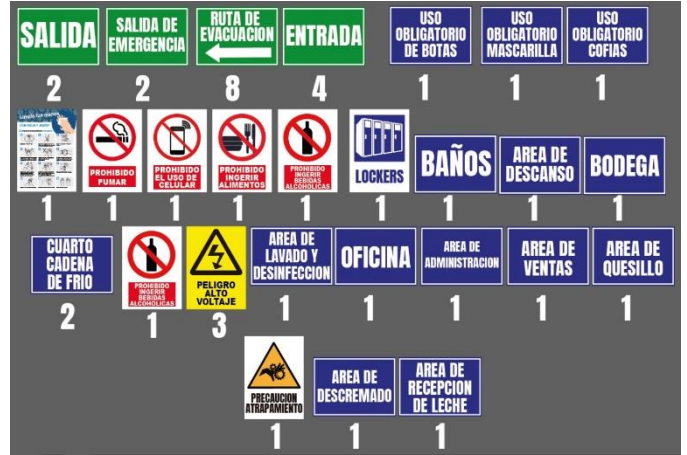 SALIDA
SALIDA DE
EMERGENCIA
RUTA DE
EVACUACION
ENTRADA
USO
OBLIGATORIO
DE BOTAS
USO
OBLIGATORIO
MASCARILLA
USO
OBLIGATORIO
COFIAS
2
2
8
4
1
1
1
PROHIBIDO
FUMAR
PROHIBIDO
EL USO DE
CELULAR
PROHIBIDO
INGERIR
ALIMENTOS
PROHIBIDO
INGERIR
BEBIDAS
ALCOHOLICAS
LOCKERS
BAÑOS
AREA DE
DESCANSO
BODEGA
1
1
1
1
1
1
1
1
1
CUARTO
CADENA
DE FRIO
PROHIBIDO
INGERIR
BEBIDAS
ALCOHOLICAS
PELIGRO
ALTO
VOLTAJE
AREA DE
LAVADO Y
DESINFECCION
OFICINA
AREA DE
ADMINISTRACION
AREA DE
VENTAS
AREA DE
QUESILLO
2
1
3
1
1
1
1
1
PRECAUCION
ATRAPAMIENTO
AREA DE
DESCREMADO
AREA DE
RECEPCION
DE LECHE
1
1
1